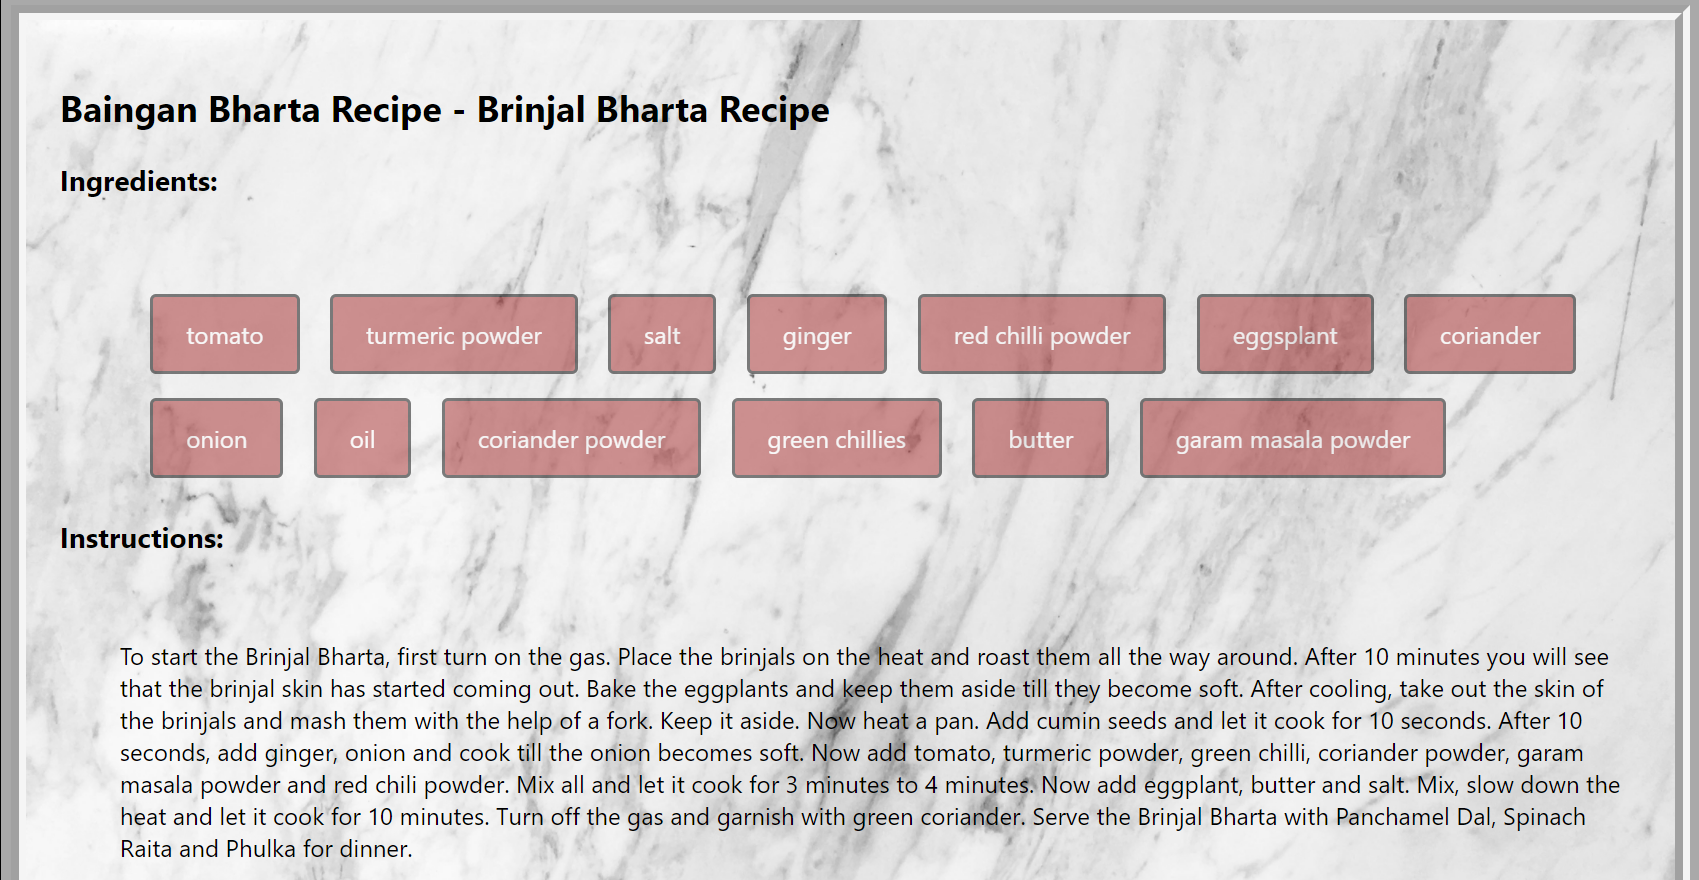 Baingan Bharta Recipe - Brinjal Bharta Recipe
Ingredients:
tomato turmeric powder salt ginger red chilli powder eggsplant coriander
onion oil coriander powder green chillies butter garam masala powder
Instructions:
To start the Brinjal Bharta, first turn on the gas. Place the brinjals on the heat and roast them all the way around. After 10 minutes you will see
that the brinjal skin has started coming out. Bake the eggplants and keep them aside till they become soft. After cooling, take out the skin of
the brinjals and mash them with the help of a fork. Keep it aside. Now heat a pan. Add cumin seeds and let it cook for 10 seconds. After 10
seconds, add ginger, onion and cook till the onion becomes soft. Now add tomato, turmeric powder, green chilli, coriander powder, garam
masala powder and red chili powder. Mix all and let it cook for 3 minutes to 4 minutes. Now add eggplant, butter and salt. Mix, slow down the
heat and let it cook for 10 minutes. Turn off the gas and garnish with green coriander. Serve the Brinjal Bharta with Panchamel Dal, Spinach
Raita and Phulka for dinner.